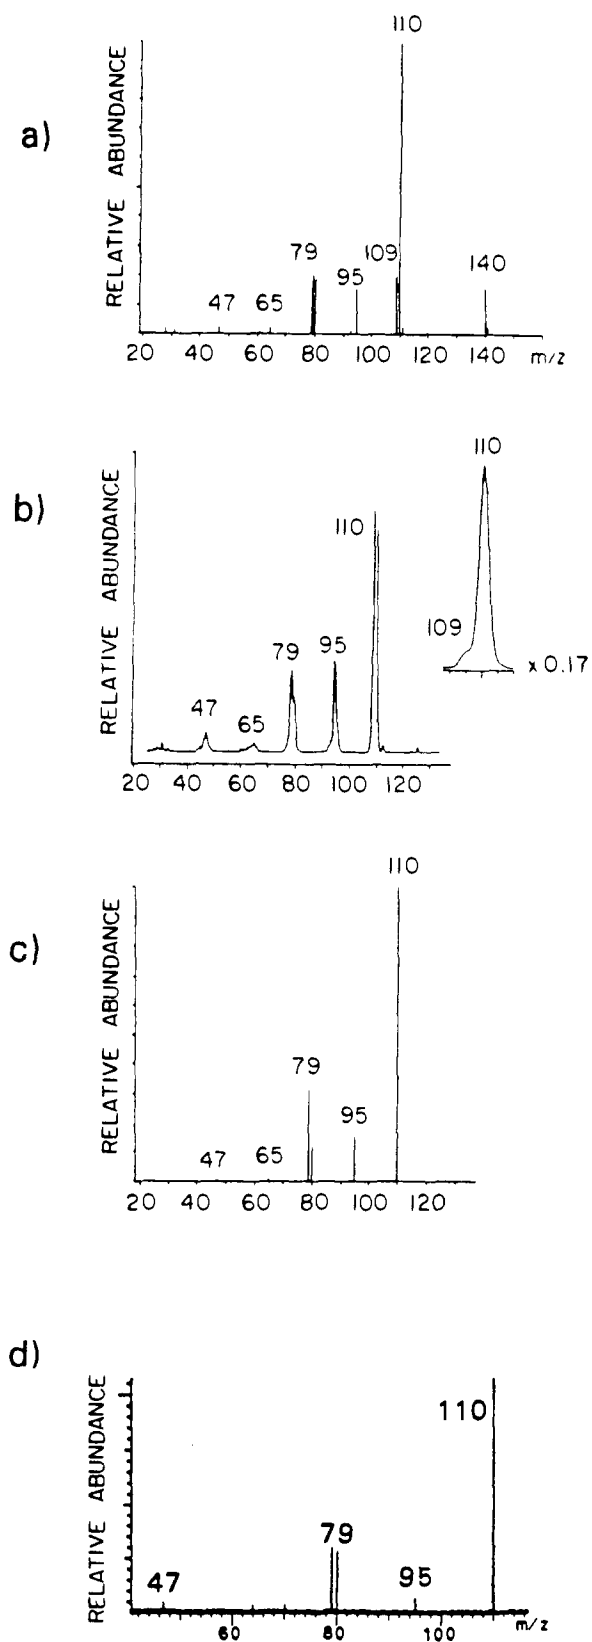 110
a)
RELATIVE ABUNDANCE
79
109
95
140
47 65
20 40 60 80 100 120 140 m/z
110
b)
RELATIVE ABUNDANCE
110
109
x 0.17
79
95
47
65
20 40 60 80 100 120
110
c)
RELATIVE ABUNDANCE
79
95
47 65
20 40 60 80 100 120
d)
RELATIVE ABUNDANCE
110
79
47
95
60 80 100 m/z